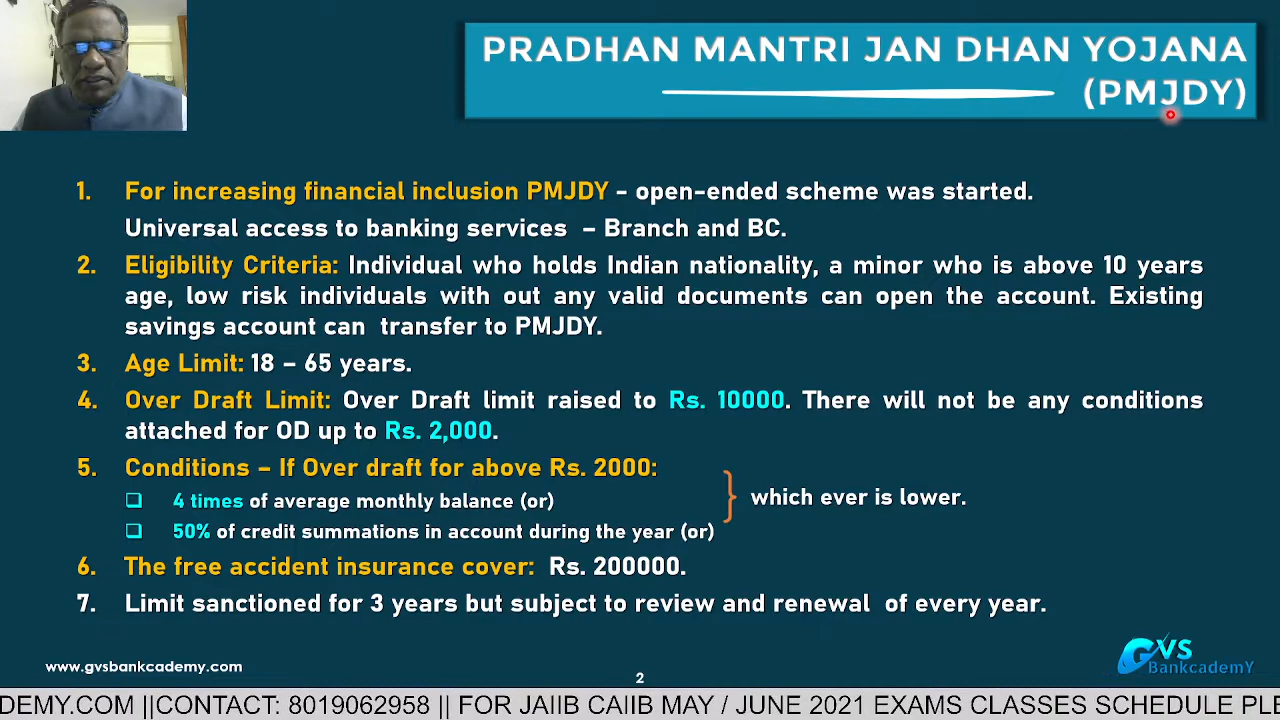 PRADHAN MANTRI JAN DHAN YOJANA
(PMJDY)
1. For increasing financial inclusion PMJDY – open-ended scheme was started.
Universal access to banking services – Branch and BC.
2. Eligibility Criteria: Individual who holds Indian nationality, a minor who is above 10 years
age, low risk individuals with out any valid documents can open the account. Existing
savings account can transfer to PMJDY.
3. Age Limit: 18 – 65 years.
4. Over Draft Limit: Over Draft limit raised to Rs. 10000. There will not be any conditions
attached for OD up to Rs. 2,000.
5. Conditions – If Over draft for above Rs. 2000:
❑ 4 times of average monthly balance (or)
❑ 50% of credit summations in account during the year (or)
which ever is lower.
6. The free accident insurance cover: Rs. 200000.
7. Limit sanctioned for 3 years but subject to review and renewal of every year.
www.gvsbankcademy.com
2
GVS
BankcademY
DEMY.COM ||CONTACT: 8019062958 || FOR JAIIB CAIIB MAY / JUNE 2021 EXAMS CLASSES SCHEDULE PLE